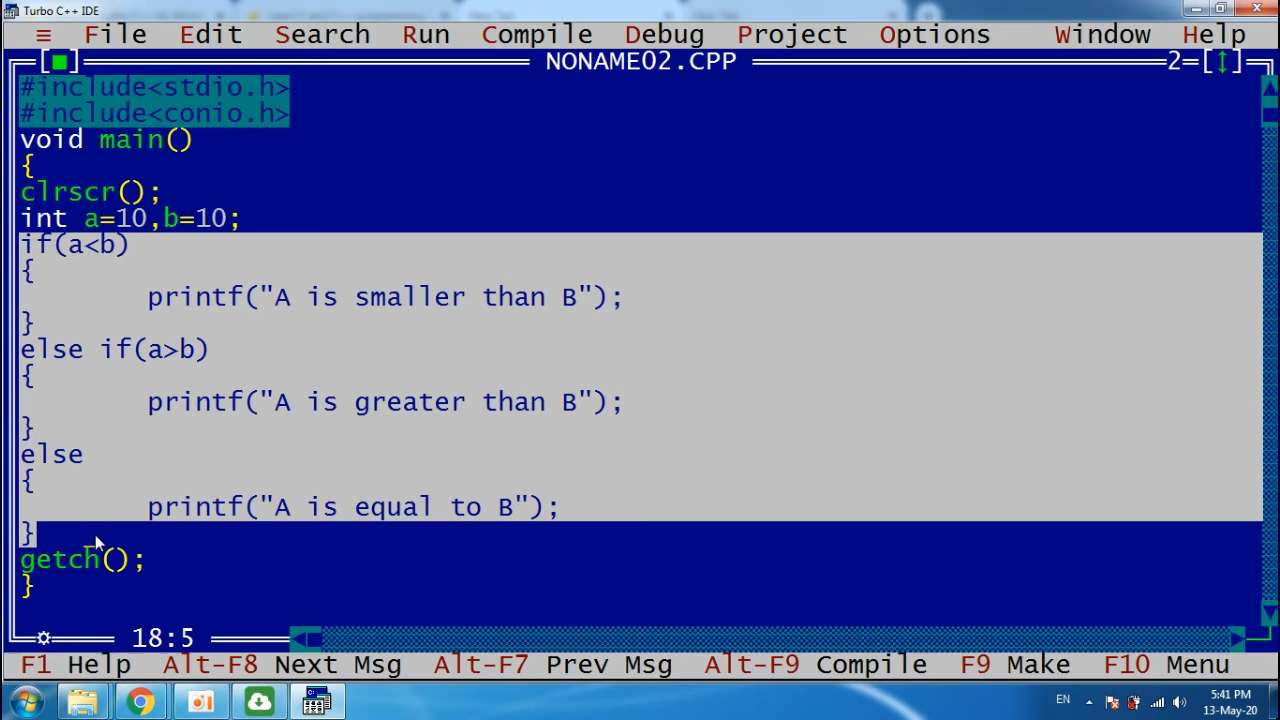 Turbo C++ IDE
≡ File Edit Search Run Compile Debug Project Options Window Help
NONAME02.CPP 2=[↕]
#include<stdio.h>
#include<conio.h>
void main()
{
clrscr();
int a=10,b=10;
if(a<b)
{
printf("A is smaller than B");
}
else if(a>b)
{
printf("A is greater than B");
}
else
{
printf("A is equal to B");
}
getch();
}
18:5
F1 Help Alt-F8 Next Msg Alt-F7 Prev Msg Alt-F9 Compile F9 Make F10 Menu
EN 5:41 PM
13-May-20